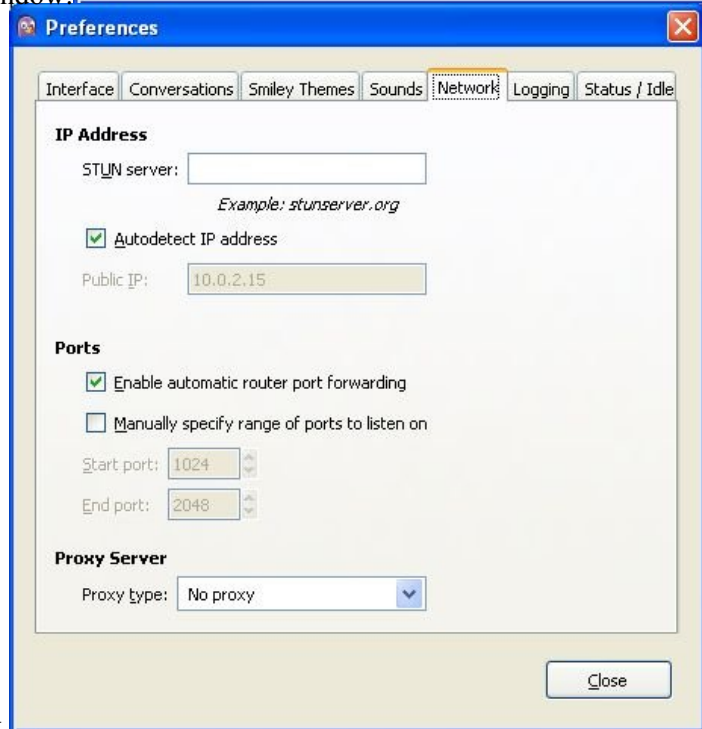 Preferences
Interface Conversations Smiley Themes Sounds Network Logging Status / Idle
IP Address
STUN server:
Example: stunserver.org
Autodetect IP address
Public IP: 10.0.2.15
Ports
Enable automatic router port forwarding
Manually specify range of ports to listen on
Start port: 1024
End port: 2048
Proxy Server
Proxy type: No proxy
Close